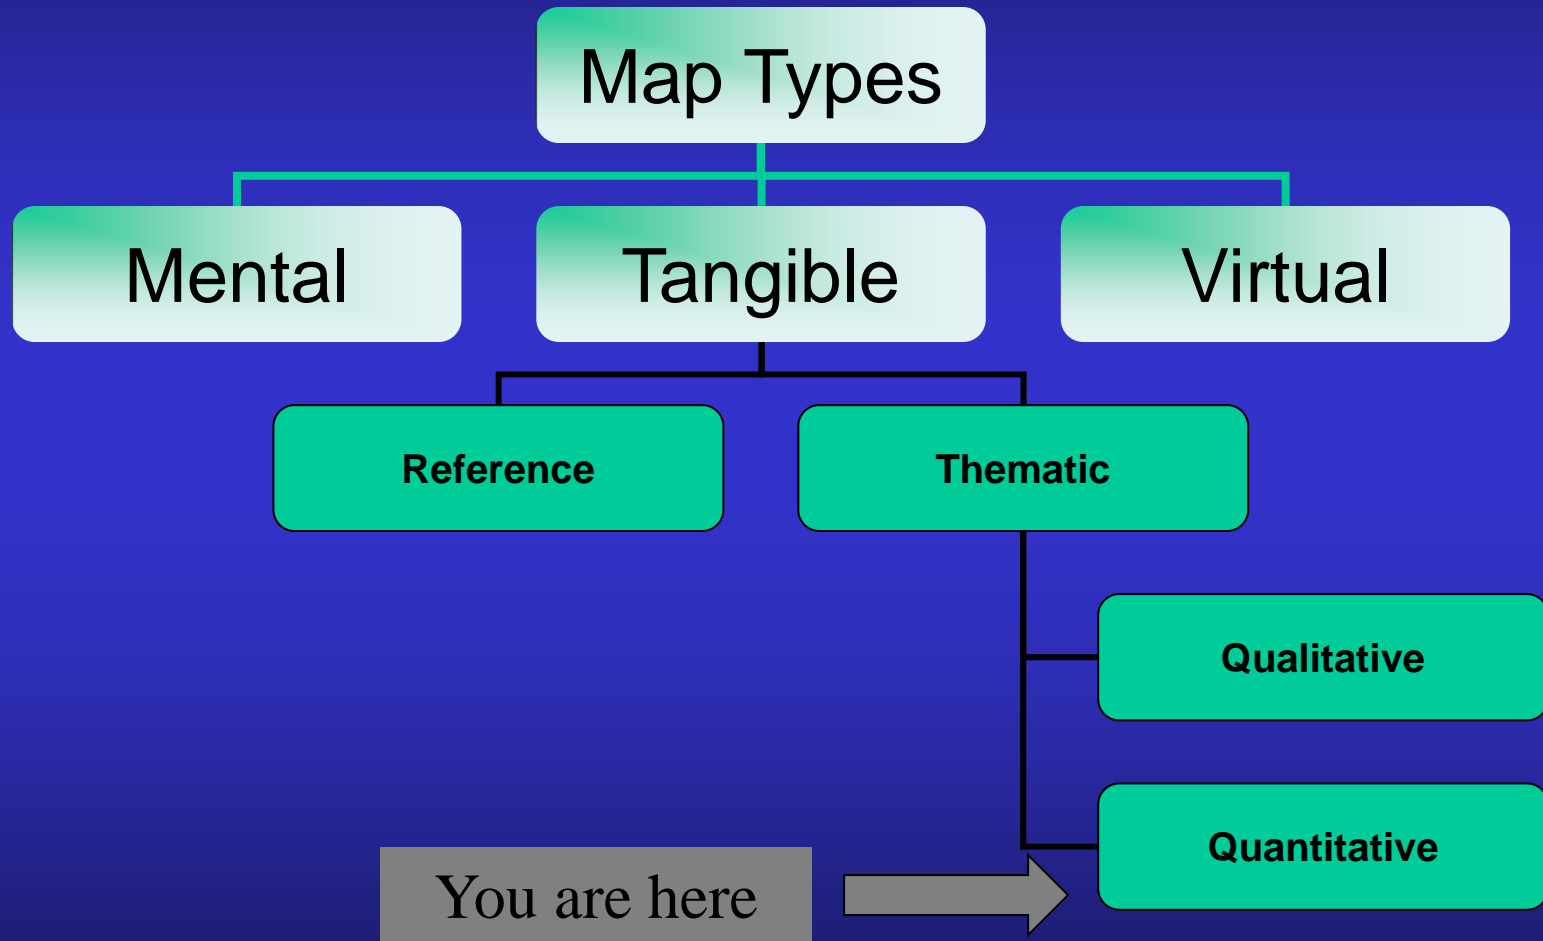 Map Types
Mental
Tangible
Virtual
Reference
Thematic
Qualitative
Quantitative
You are here